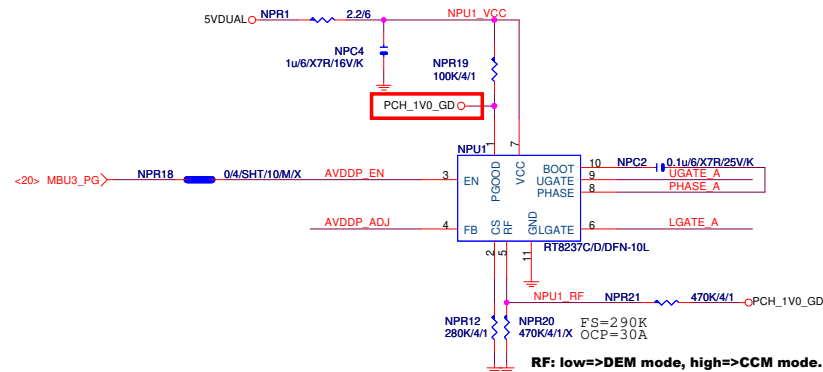 5VDUAL NPR1 2.2/6 NPU1_VCC
NPC4
1u/6/X7R/16V/K
NPR19
100K/4/1
PCH_1V0_GD
NPU1 1 7
<20> MBU3_PG NPR18 0/4/SHT/10/M/X AVDDP_EN 3 EN
PGOOD VCC
BOOT 10 NPC2 0.1u/6/X7R/25V/K
UGATE 9 UGATE_A
PHASE 8 PHASE_A
AVDDP_ADJ 4 FB CS RF GND LGATE 6 LGATE_A
2 5 11 RT8237C/D/DFN-10L
NPU1_RF NPR21 470K/4/1 PCH_1V0_GD
NPR12
280K/4/1
NPR20
470K/4/1/X
FS=290K
OCP=30A
RF: low=>DEM mode, high=>CCM mode.